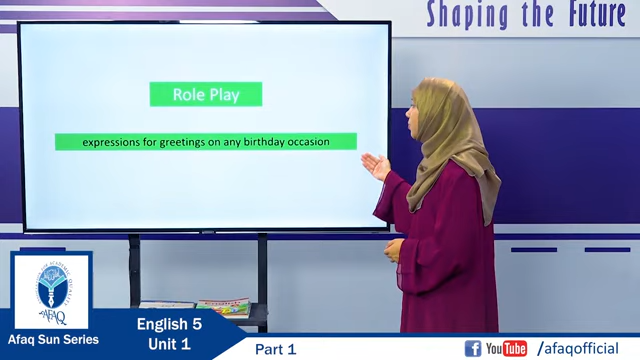 Shaping the Future
Role Play
expressions for greetings on any birthday occasion
AFAQ
Afaq Sun Series
English 5
Unit 1
Part 1
f YouTube /afaqofficial